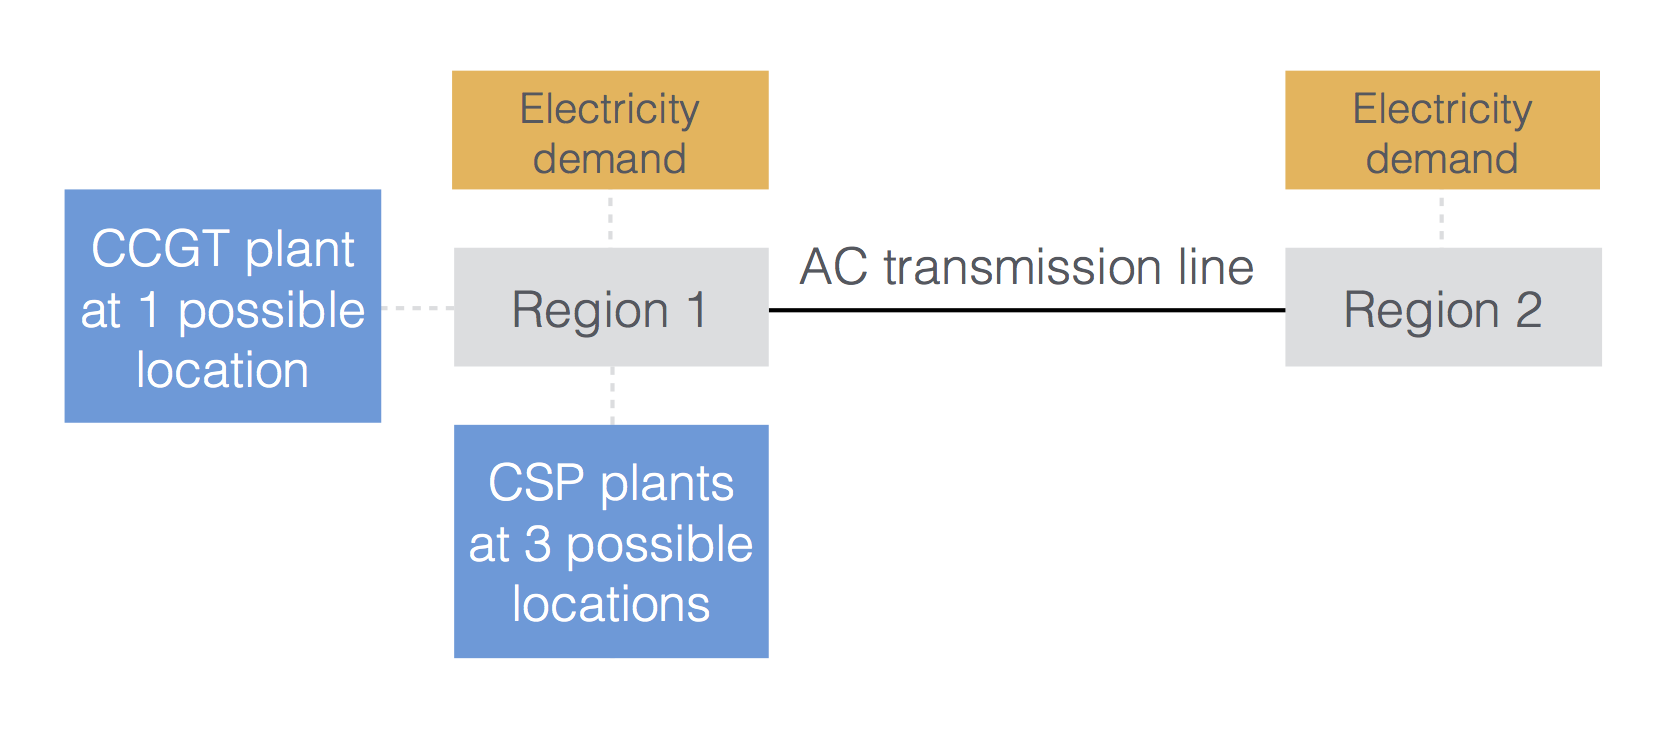 Electricity
demand
Electricity
demand
CCGT plant
at 1 possible
location
Region 1
AC transmission line
Region 2
CSP plants
at 3 possible
locations